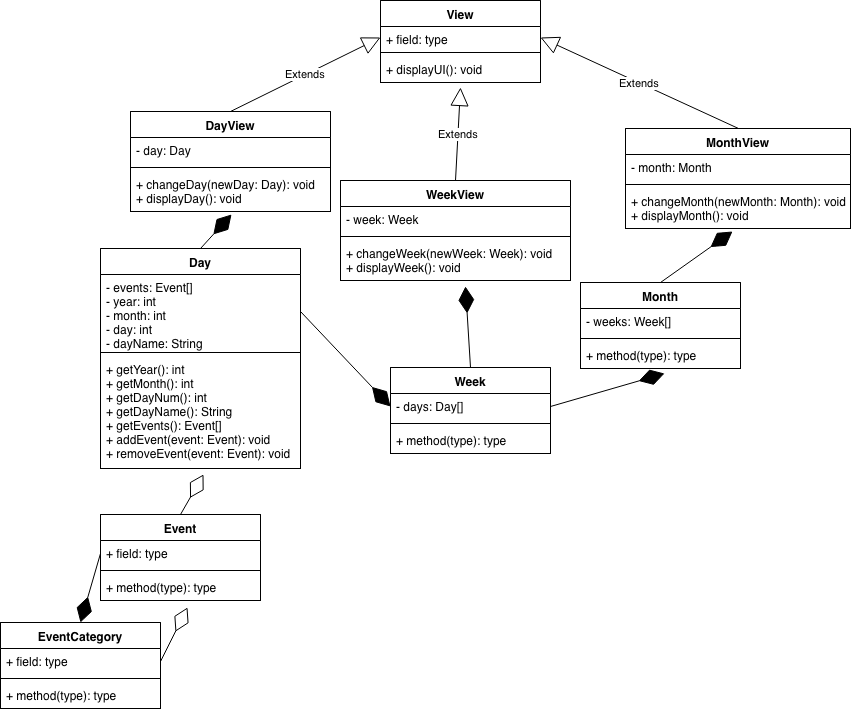 View
+ field: type
+ displayUI(): void
Extends
Extends
Extends
DayView
- day: Day
+ changeDay(newDay: Day): void
+ displayDay(): void
WeekView
- week: Week
+ changeWeek(newWeek: Week): void
+ displayWeek(): void
MonthView
- month: Month
+ changeMonth(newMonth: Month): void
+ displayMonth(): void
Day
- events: Event[]
- year: int
- month: int
- day: int
- dayName: String
+ getYear(): int
+ getMonth(): int
+ getDayNum(): int
+ getDayName(): String
+ getEvents(): Event[]
+ addEvent(event: Event): void
+ removeEvent(event: Event): void
Week
- days: Day[]
+ method(type): type
Month
- weeks: Week[]
+ method(type): type
Event
+ field: type
+ method(type): type
EventCategory
+ field: type
+ method(type): type